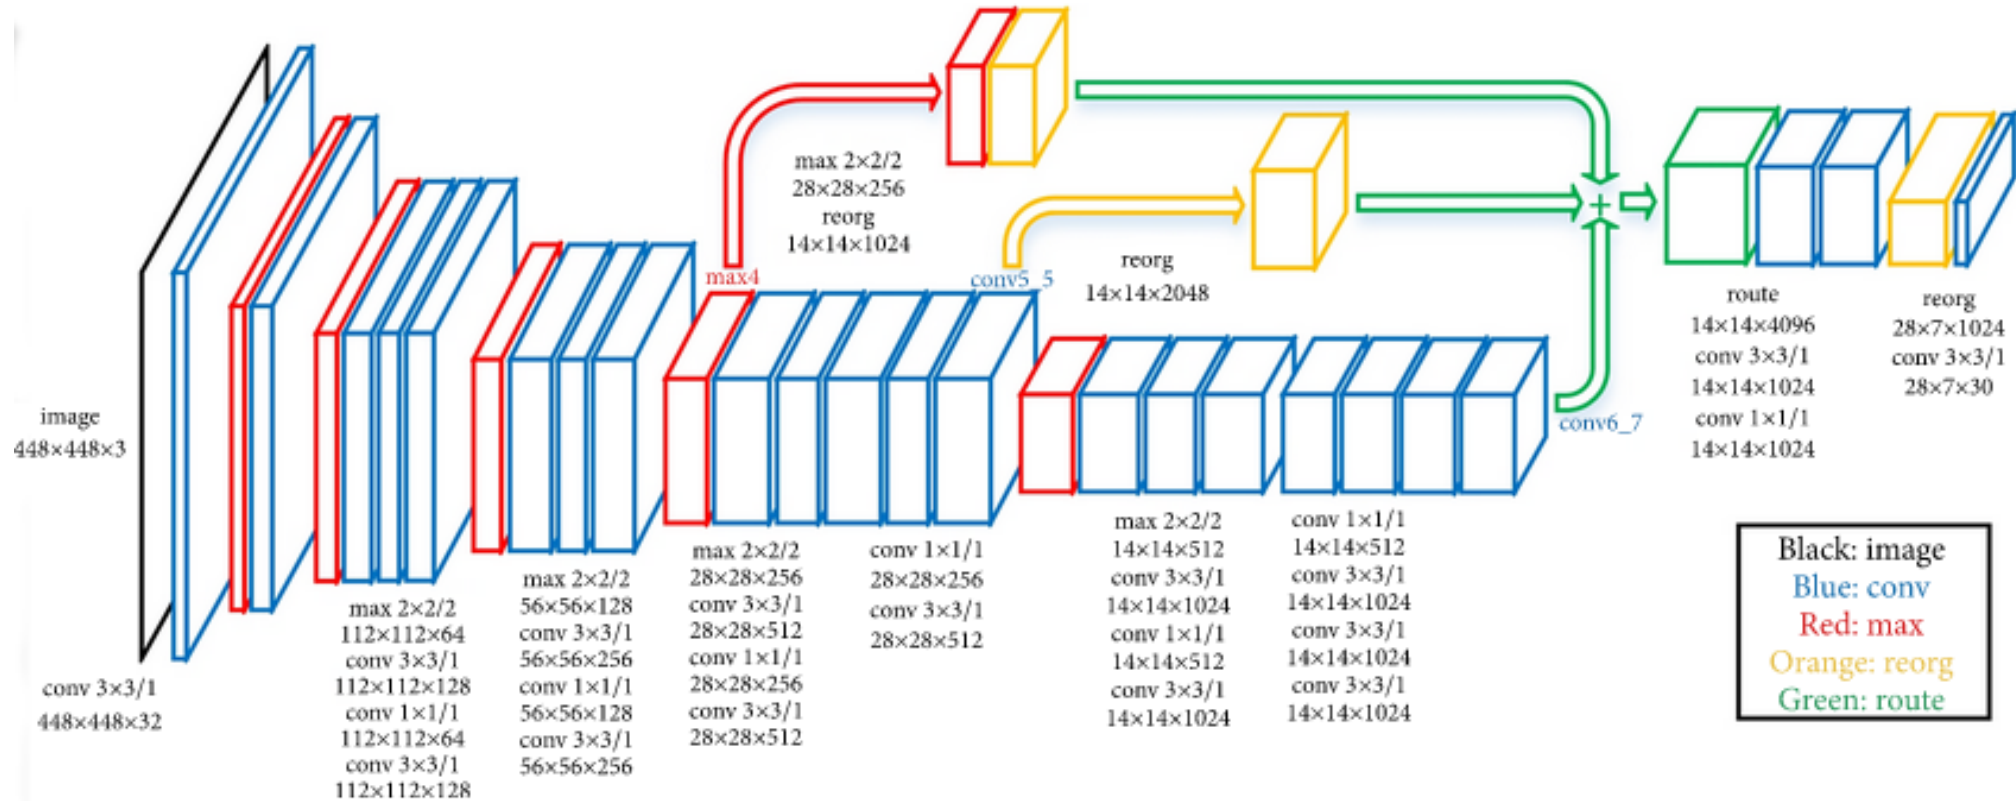 image
448×448×3
conv 3×3/1
448×448×32
max 2×2/2
112×112×64
conv 3×3/1
112×112×128
conv 1×1/1
112×112×64
conv 3×3/1
112×112×128
max 2×2/2
56×56×128
conv 3×3/1
56×56×256
conv 1×1/1
56×56×128
conv 3×3/1
56×56×256
max4
max 2×2/2
28×28×256
reorg
14×14×1024
max 2×2/2
28×28×256
conv 3×3/1
28×28×512
conv 1×1/1
28×28×256
conv 3×3/1
28×28×512
conv 1×1/1
28×28×256
conv 3×3/1
28×28×512
conv5_5
reorg
14×14×2048
max 2×2/2
14×14×512
conv 3×3/1
14×14×1024
conv 1×1/1
14×14×512
conv 3×3/1
14×14×1024
conv 1×1/1
14×14×512
conv 3×3/1
14×14×1024
conv 3×3/1
14×14×1024
conv 3×3/1
14×14×1024
conv6_7
+
route
14×14×4096
conv 3×3/1
14×14×1024
conv 1×1/1
14×14×1024
reorg
28×7×1024
conv 3×3/1
28×7×30
Black: image
Blue: conv
Red: max
Orange: reorg
Green: route